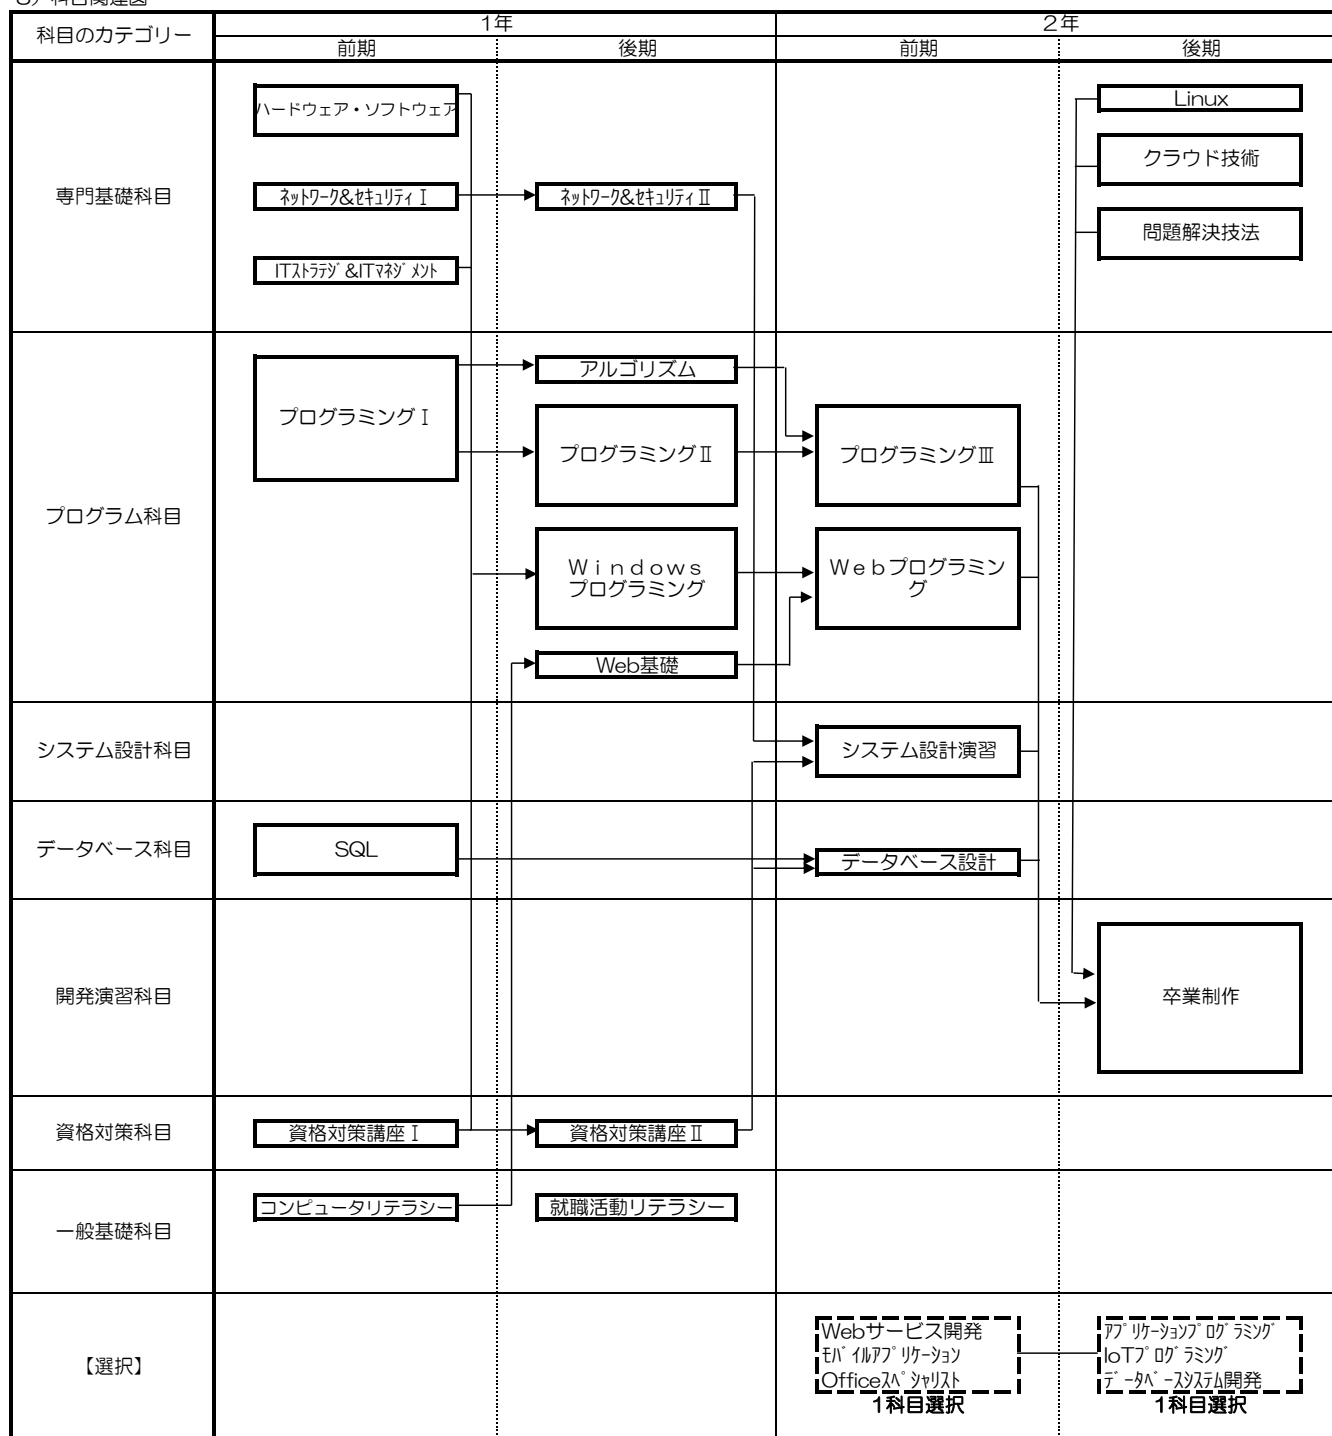 科目のカテゴリー
1年
2年
前期
後期
前期
後期
専門基礎科目
ハードウェア・ソフトウェア
Linux
クラウド技術
ネットワーク&セキュリティⅠ
ネットワーク&セキュリティⅡ
問題解決技法
ITストラテジ&ITマネジメント
プログラム科目
プログラミングⅠ
アルゴリズム
プログラミングⅡ
プログラミングⅢ
Windows
プログラミング
Webプログラミン
グ
Web基礎
システム設計科目
システム設計演習
データベース科目
SQL
データベース設計
開発演習科目
卒業制作
資格対策科目
資格対策講座Ⅰ
資格対策講座Ⅱ
一般基礎科目
コンピュータリテラシー
就職活動リテラシー
【選択】
Webサービス開発
モバイルアプリケーション
Officeスペシャリスト
1科目選択
アプリケーションプログラミング
IoTプログラミング
データベースシステム開発
1科目選択